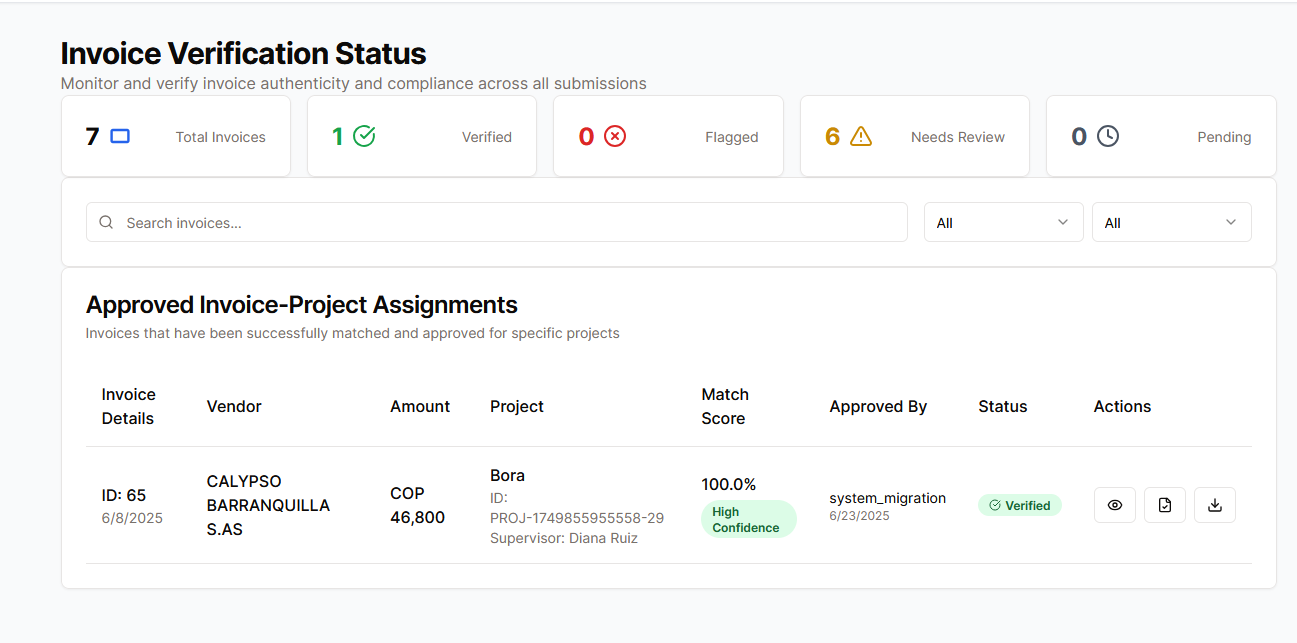 Invoice Verification Status
Monitor and verify invoice authenticity and compliance across all submissions
7 Total Invoices
1 Verified
0 Flagged
6 Needs Review
0 Pending
Search invoices...
All
All
Approved Invoice-Project Assignments
Invoices that have been successfully matched and approved for specific projects
Invoice
Details
Vendor
Amount
Project
Match
Score
Approved By
Status
Actions
ID: 65
6/8/2025
CALYPSO
BARRANQUILLA
S.AS
COP
46,800
Bora
ID:
PROJ-1749855955558-29
Supervisor: Diana Ruiz
100.0%
High
Confidence
system_migration
6/23/2025
Verified